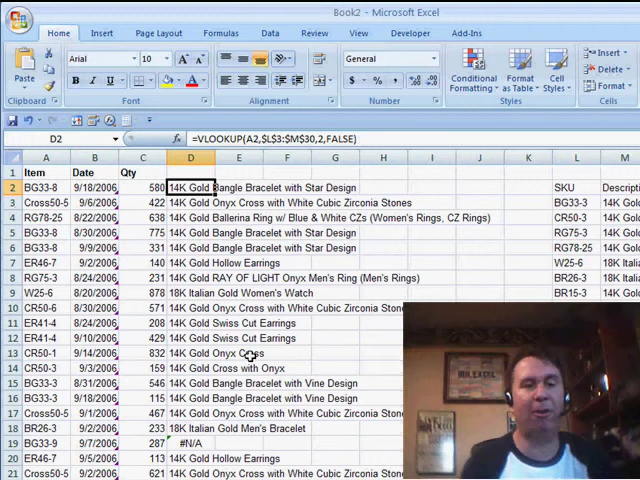 Book2 - Microsoft Excel
Home Insert Page Layout Formulas Data Review View Developer Add-Ins
Paste
Clipboard
Arial 10
B I U
Font
Alignment
General
$ % ,
Number
Conditional Formatting
Format as Table
Cell Styles
Styles
Insert
Delete
Format
Cells
D2 fx =VLOOKUP(A2,$L$3:$M$30,2,FALSE)
A B C D E F G H I J K L M
1 Item Date Qty
2 BG33-8 9/18/2006 580 14K Gold Bangle Bracelet with Star Design SKU
3 Cross50-5 9/6/2006 422 14K Gold Onyx Cross with White Cubic Zirconia Stones BG33-3 14K
4 RG78-25 8/22/2006 638 14K Gold Ballerina Ring w/ Blue & White CZs (Women's Rings, CZ Rings) CR50-3 14K
5 BG33-8 8/30/2006 775 14K Gold Bangle Bracelet with Star Design RG75-3 14K
6 BG33-8 9/9/2006 331 14K Gold Bangle Bracelet with Star Design RG78-25 14K
7 ER46-7 9/2/2006 140 14K Gold Hollow Earrings W25-6 18K
8 RG75-3 8/24/2006 231 14K Gold RAY OF LIGHT Onyx Men's Ring (Men's Rings) BR26-3 18K
9 W25-6 8/20/2006 878 18K Italian Gold Women's Watch BR15-3 14K
10 CR50-6 8/30/2006 571 14K Gold Onyx Cross with White Cubic Zirconia
11 ER41-4 8/24/2006 208 14K Gold Swiss Cut Earrings
12 ER41-4 9/10/2006 429 14K Gold Swiss Cut Earrings
13 CR50-1 9/14/2006 832 14K Gold Onyx Cross
14 CR50-3 9/3/2006 159 14K Gold Cross with Onyx
15 BG33-3 8/31/2006 546 14K Gold Bangle Bracelet with Vine Design
16 BG33-3 9/8/2006 115 14K Gold Bangle Bracelet with Vine Design
17 Cross50-5 9/1/2006 467 14K Gold Onyx Cross with White Cubic Zirconia
18 BR26-3 9/2/2006 233 18K Italian Gold Men's Bracelet
19 BG33-9 9/7/2006 287 #N/A
20 ER46-7 9/5/2006 113 14K Gold Hollow Earrings
21 Cross50-5 9/2/2006 621 14K Gold Onyx Cross with White Cubic Zirconia
MR.EXCEL